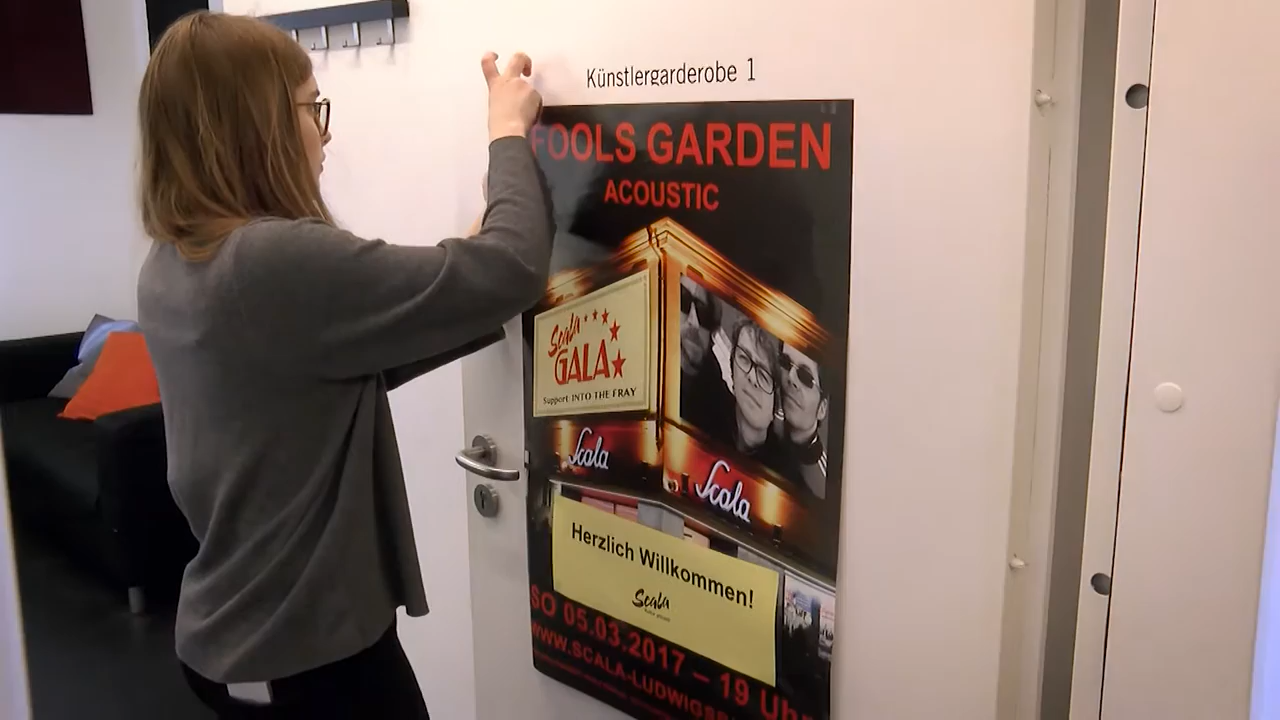 Künstlergarderobe 1
FOOLS GARDEN
ACOUSTIC
Scala
GALA
Support: INTO THE FRAY
Scala
Scala
Herzlich Willkommen!
Scala
SO 05.03.2017 – 19 Uhr
WWW.SCALA-LUDWIGSB